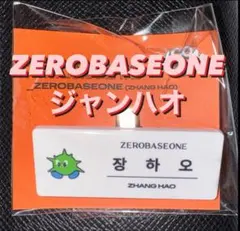 ZEROBASEONE
ZEROBASEONE (ZHANG HAO)
ジャンハオ
ZEROBASEONE
장 하 오
ZHANG HAO